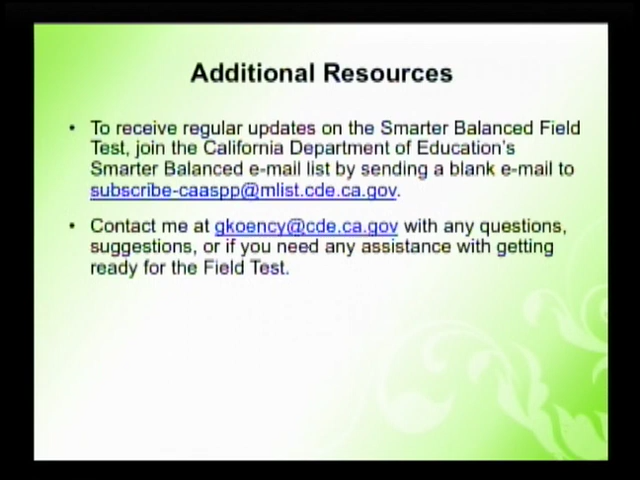 Additional Resources
• To receive regular updates on the Smarter Balanced Field
Test, join the California Department of Education's
Smarter Balanced e-mail list by sending a blank e-mail to
subscribe-caaspp@mlist.cde.ca.gov.
• Contact me at gkoency@cde.ca.gov with any questions,
suggestions, or if you need any assistance with getting
ready for the Field Test.